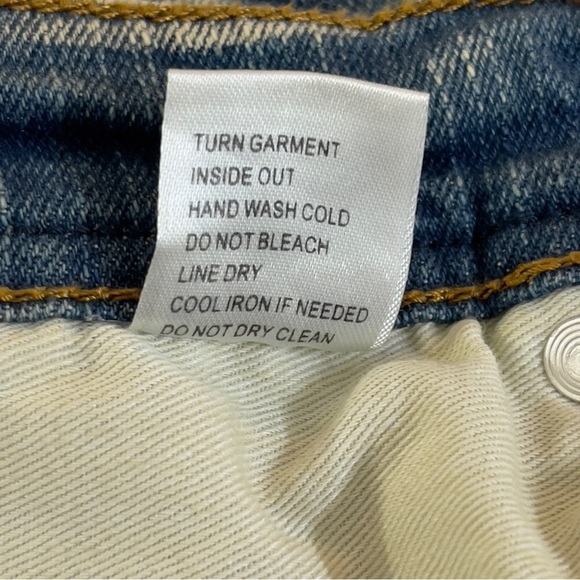 TURN GARMENT
INSIDE OUT
HAND WASH COLD
DO NOT BLEACH
LINE DRY
COOL IRON IF NEEDED
DO NOT DRY CLEAN